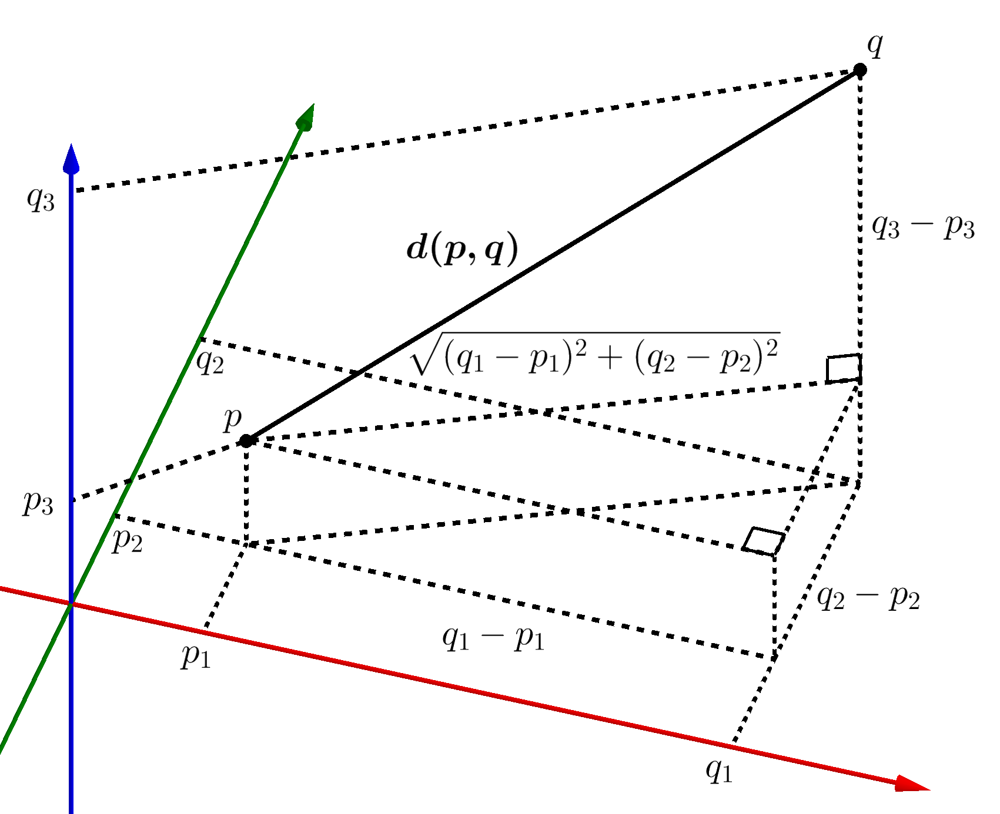 q
q₃
q₃ − p₃
d(p, q)
q₂
√(q₁ − p₁)² + (q₂ − p₂)²
p
p₃
p₂
q₂ − p₂
q₁ − p₁
p₁
q₁